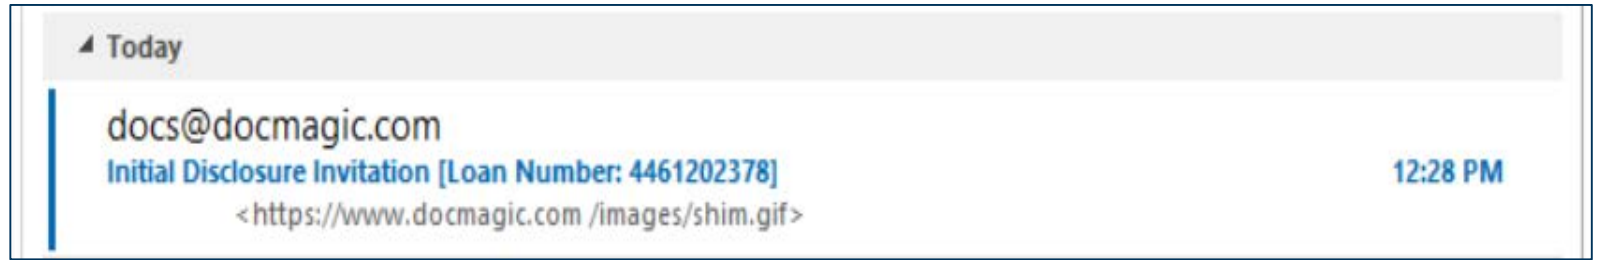 Today
docs@docmagic.com
Initial Disclosure Invitation [Loan Number: 4461202378] 12:28 PM
<https://www.docmagic.com /images/shim.gif>